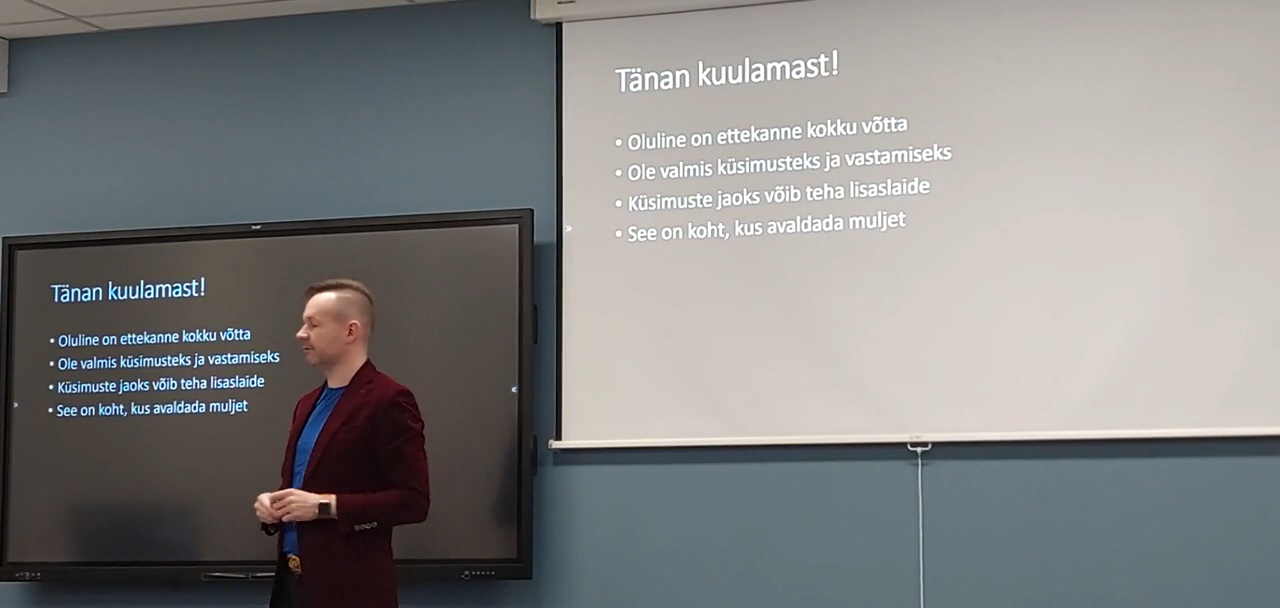 Tänan kuulamast!
• Oluline on ettekanne kokku võtta
• Ole valmis küsimusteks ja vastamiseks
• Küsimuste jaoks võib teha lisaslaide
• See on koht, kus avaldada muljet
Tänan kuulamast!
• Oluline on ettekanne kokku võtta
• Ole valmis küsimusteks ja vastamiseks
• Küsimuste jaoks võib teha lisaslaide
• See on koht, kus avaldada muljet